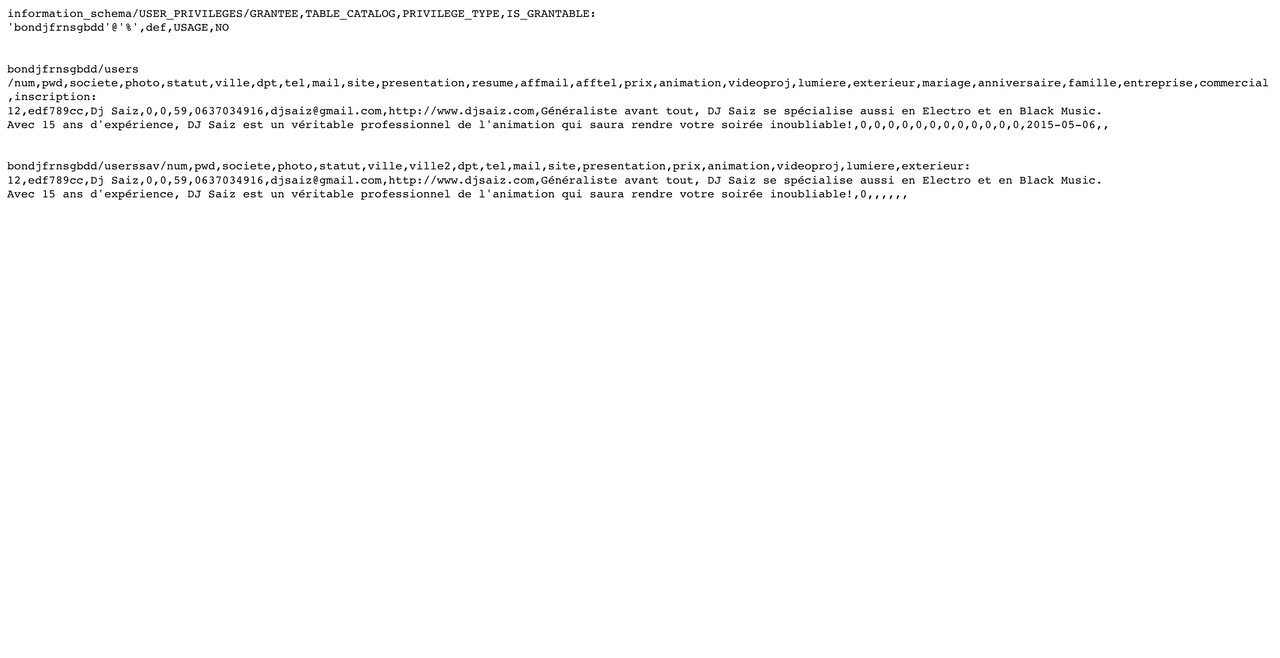 information_schema/USER_PRIVILEGES/GRANTEE,TABLE_CATALOG,PRIVILEGE_TYPE,IS_GRANTABLE:
'bondjfrnsgbdd'@'%',def,USAGE,NO
bondjfrnsgbdd/users
/num,pwd,societe,photo,statut,ville,dpt,tel,mail,site,presentation,resume,affmail,afftel,prix,animation,videoproj,lumiere,exterieur,mariage,anniversaire,famille,entreprise,commercial
,inscription:
12,edf789cc,Dj Saiz,0,0,59,0637034916,djsaiz@gmail.com,http://www.djsaiz.com,Généraliste avant tout, DJ Saiz se spécialise aussi en Electro et en Black Music.
Avec 15 ans d'expérience, DJ Saiz est un véritable professionnel de l'animation qui saura rendre votre soirée inoubliable!,0,0,0,0,0,0,0,0,0,0,0,0,2015-05-06,,
bondjfrnsgbdd/userssav/num,pwd,societe,photo,statut,ville,ville2,dpt,tel,mail,site,presentation,prix,animation,videoproj,lumiere,exterieur:
12,edf789cc,Dj Saiz,0,0,59,0637034916,djsaiz@gmail.com,http://www.djsaiz.com,Généraliste avant tout, DJ Saiz se spécialise aussi en Electro et en Black Music.
Avec 15 ans d'expérience, DJ Saiz est un véritable professionnel de l'animation qui saura rendre votre soirée inoubliable!,0,,,,,,